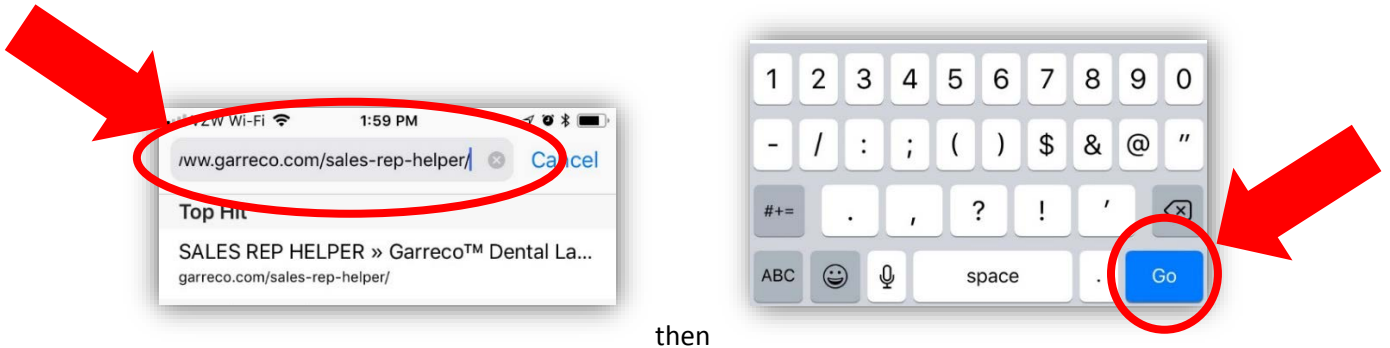 VZW Wi-Fi 1:59 PM
www.garreco.com/sales-rep-helper/ Cancel
Top Hit
SALES REP HELPER » Garreco™ Dental La...
garreco.com/sales-rep-helper/
then
1 2 3 4 5 6 7 8 9 0
- / : ; ( ) $ & @ "
#+= . , ? ! '
ABC space . Go